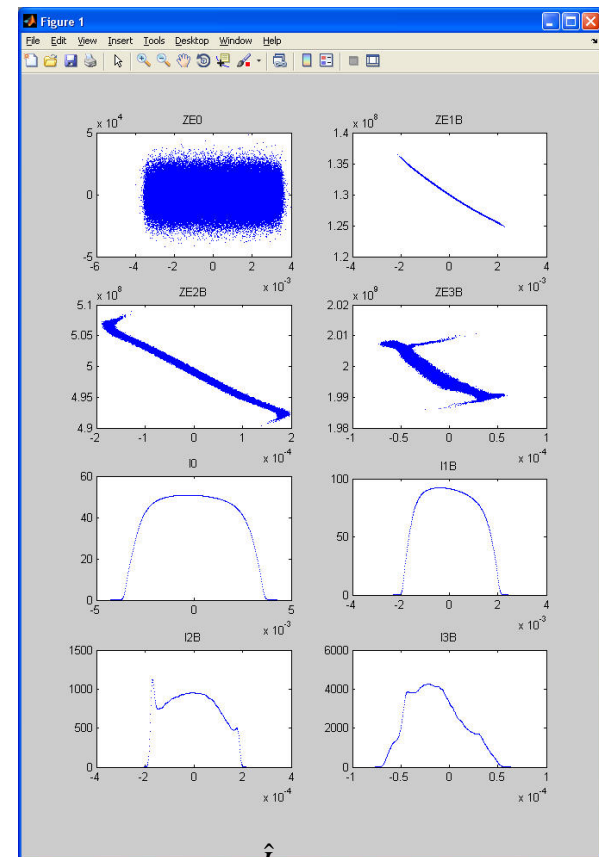 Figure 1
File Edit View Insert Tools Desktop Window Help
ZE0
x 10^4
5
0
-5
-6 -4 -2 0 2 4
x 10^-3
ZE1B
x 10^8
1.4
1.35
1.3
1.25
1.2
-4 -2 0 2 4
x 10^-3
ZE2B
x 10^8
5.1
5.05
5
4.95
4.9
-2 -1 0 1 2
x 10^-4
ZE3B
x 10^9
2.02
2.01
2
1.99
1.98
-1 -0.5 0 0.5 1
x 10^-4
I0
60
40
20
0
-5 0 5
x 10^-3
I1B
100
50
0
-4 -2 0 2 4
x 10^-3
I2B
1500
1000
500
0
-4 -2 0 2 4
x 10^-4
I3B
6000
4000
2000
0
-1 -0.5 0 0.5 1
x 10^-4